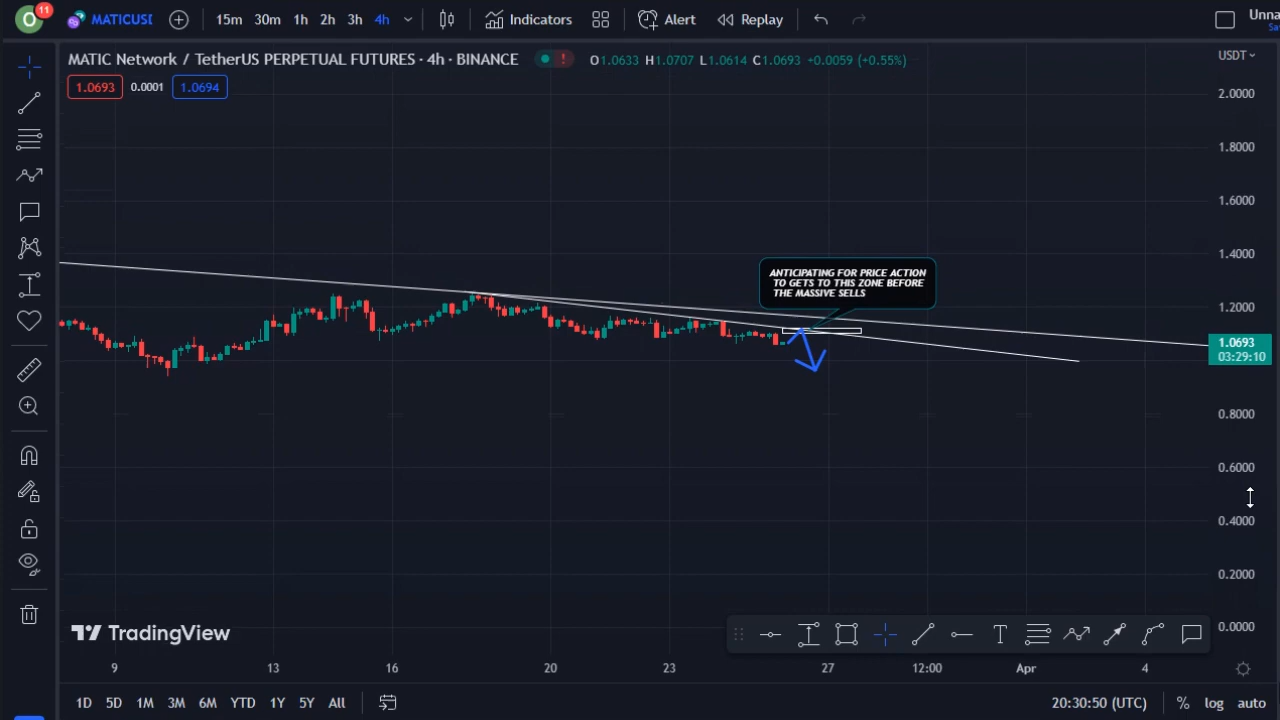 O 11 MATICUSI 15m 30m 1h 2h 3h 4h Indicators Alert Replay
MATIC Network / TetherUS PERPETUAL FUTURES · 4h · BINANCE ! O1.0633 H1.0707 L1.0614 C1.0693 +0.0059 (+0.55%) USDT
1.0693 0.0001 1.0694
2.0000
1.8000
1.6000
1.4000
ANTICIPATING FOR PRICE ACTION
TO GETS TO THIS ZONE BEFORE
THE MASSIVE SELLS
1.2000
1.0693
03:29:10
0.8000
0.6000
0.4000
0.2000
0.0000
TradingView
T
9 13 16 20 23 27 12:00 Apr 4
1D 5D 1M 3M 6M YTD 1Y 5Y All 20:30:50 (UTC) % log auto